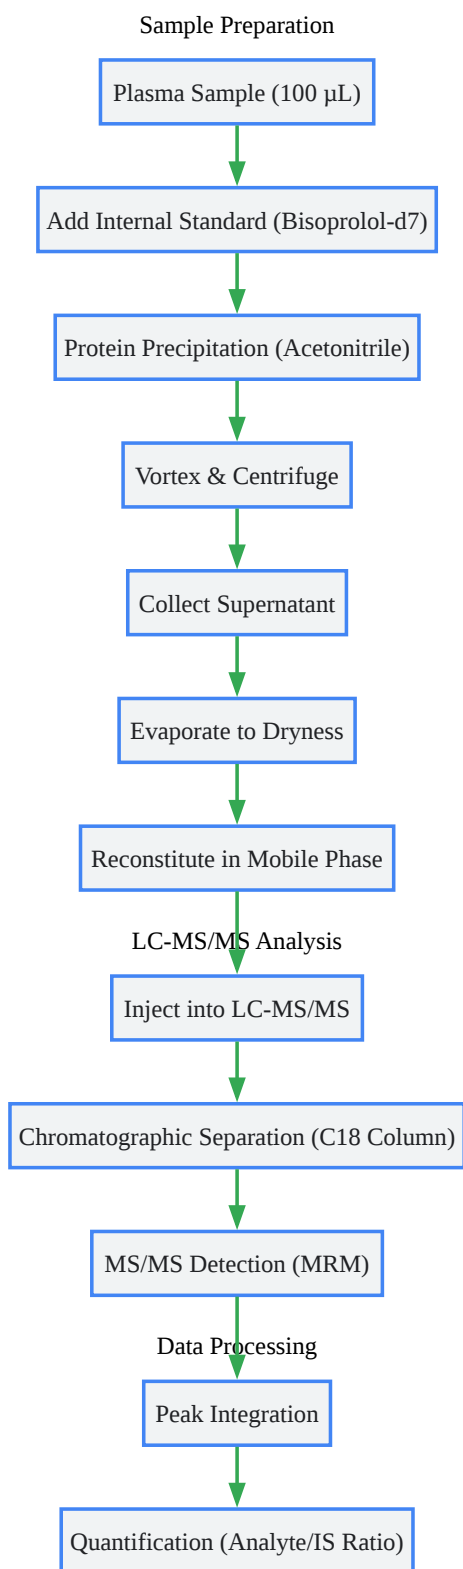 Sample Preparation
Plasma Sample (100 µL)
Add Internal Standard (Bisoprolol-d7)
Protein Precipitation (Acetonitrile)
Vortex & Centrifuge
Collect Supernatant
Evaporate to Dryness
Reconstitute in Mobile Phase
LC-MS/MS Analysis
Inject into LC-MS/MS
Chromatographic Separation (C18 Column)
MS/MS Detection (MRM)
Data Processing
Peak Integration
Quantification (Analyte/IS Ratio)